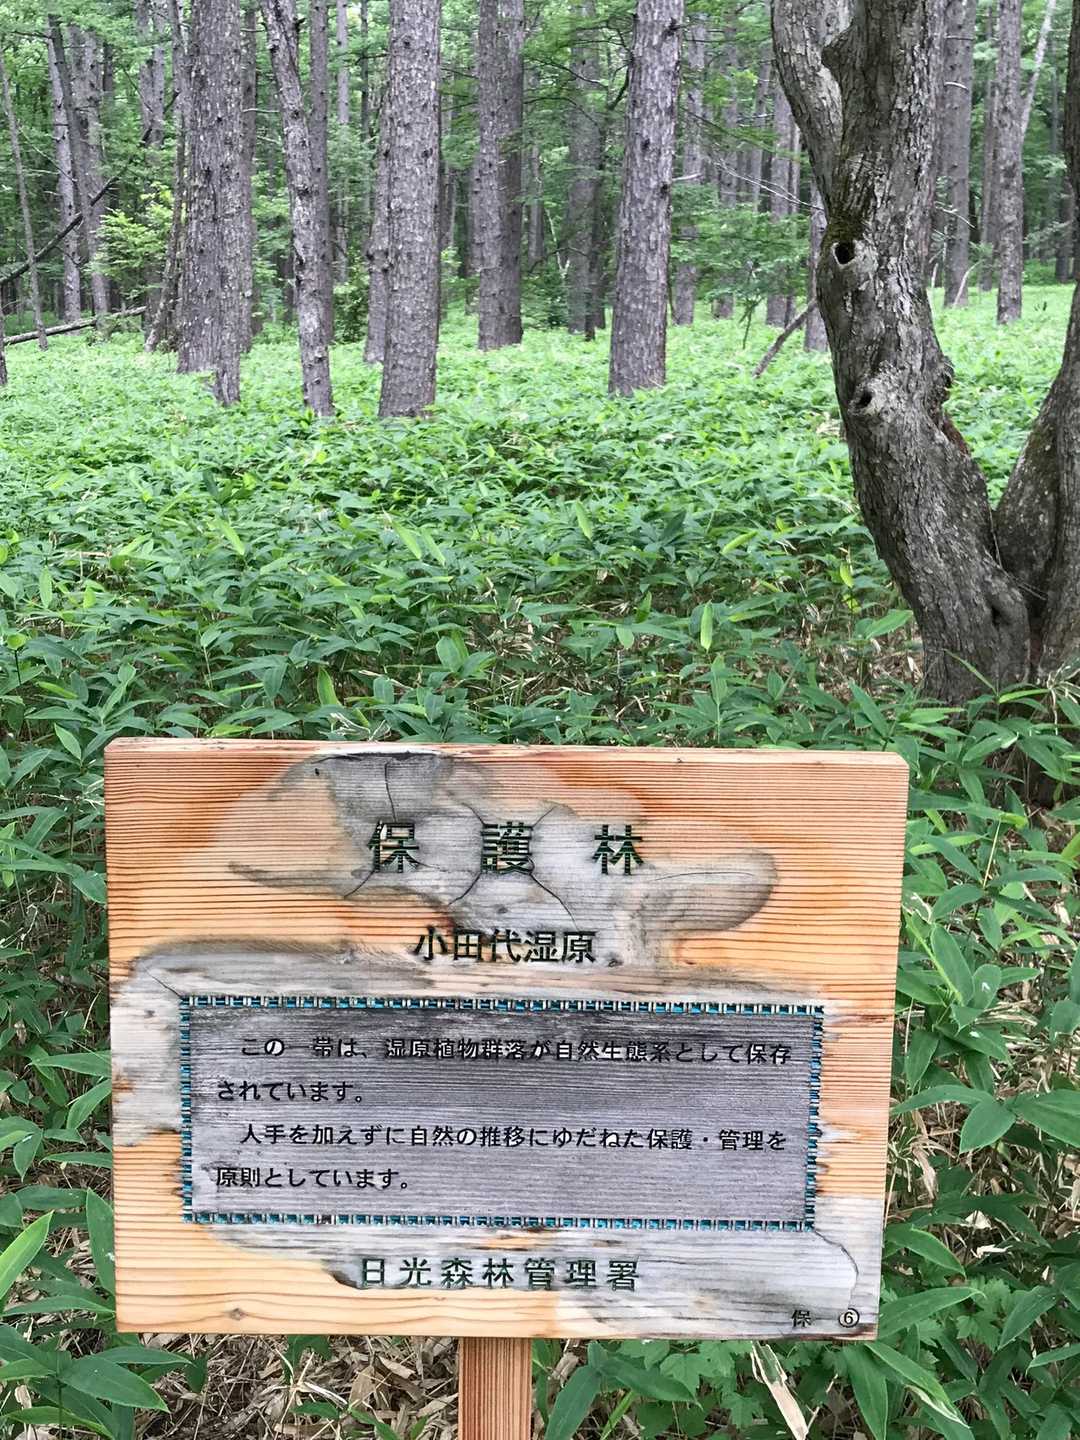 保護林
小田代湿原
この一帯は、湿原植物群落が自然生態系として保存
されています。
人手を加えずに自然の推移にゆだねた保護・管理を
原則としています。
日光森林管理署
保 ⑥